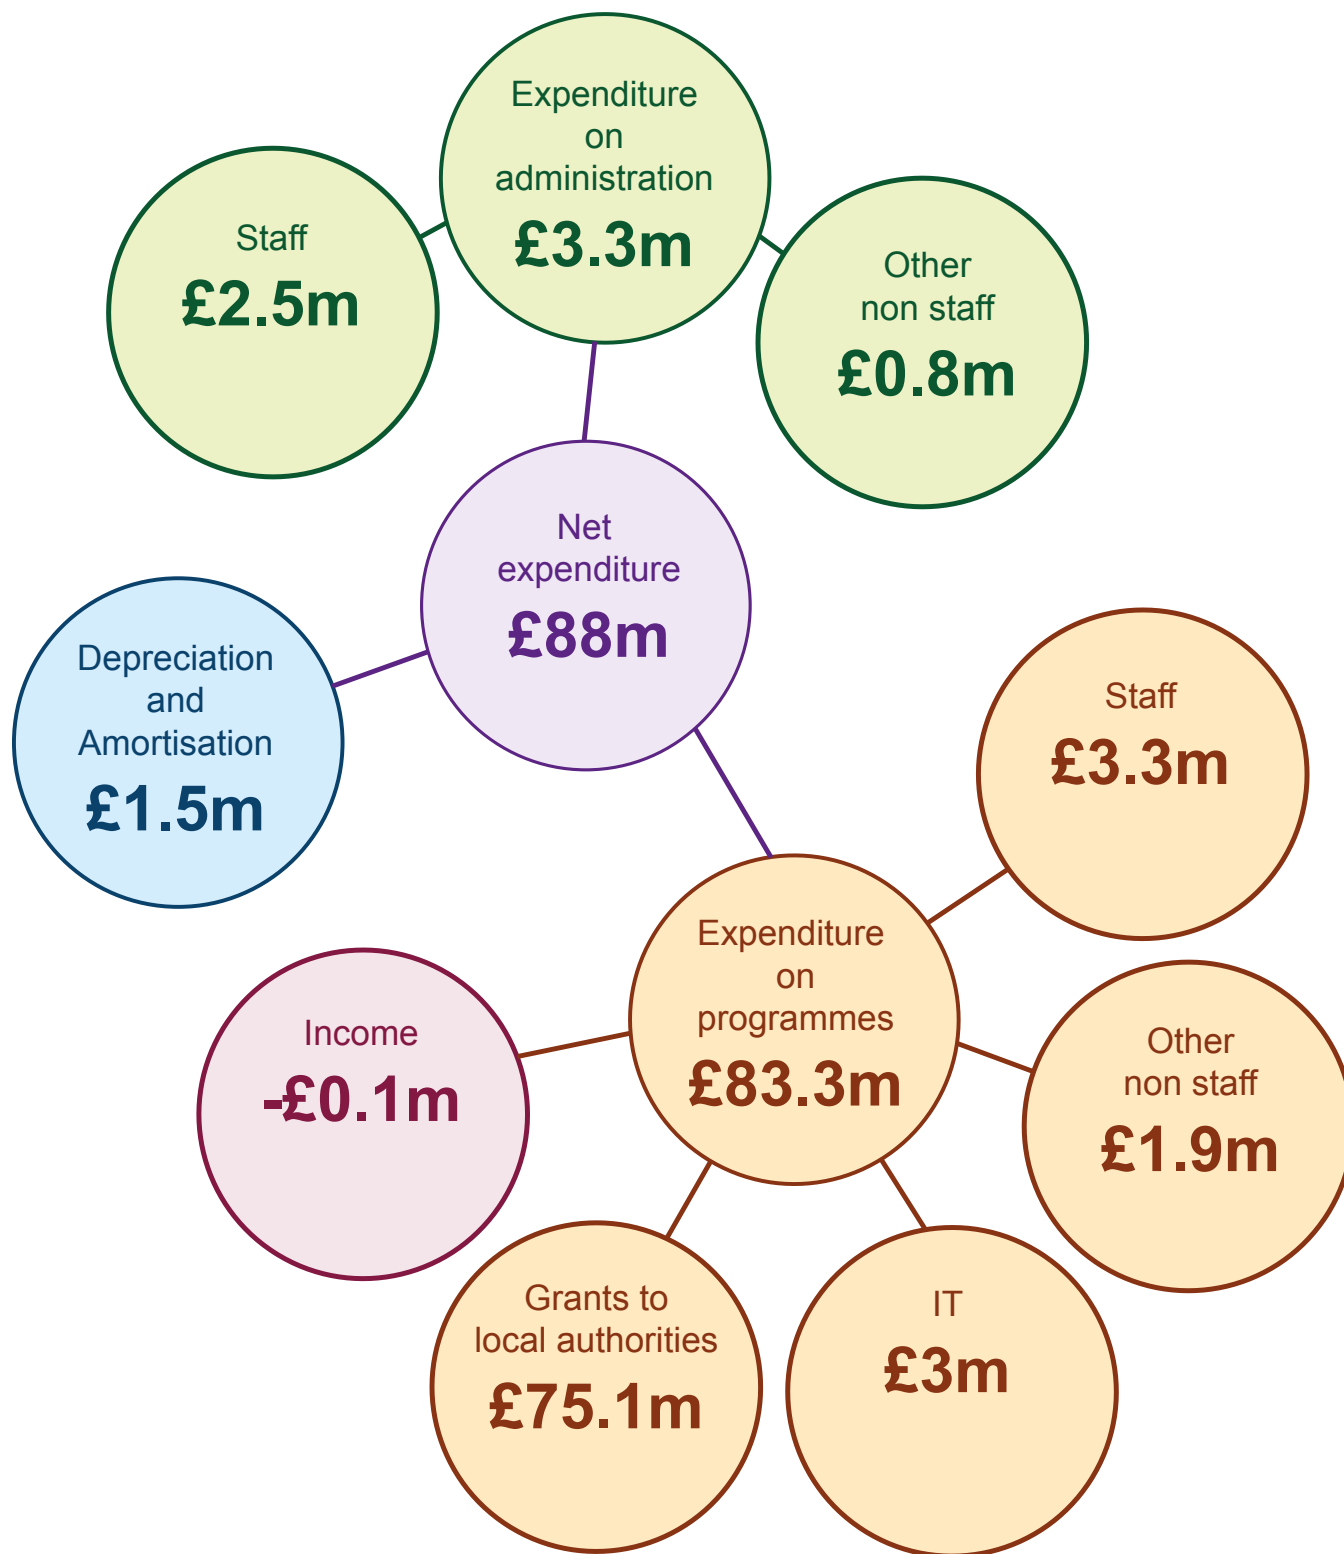 Expenditure
on
administration
£3.3m
Staff
£2.5m
Other
non staff
£0.8m
Net
expenditure
£88m
Depreciation
and
Amortisation
£1.5m
Staff
£3.3m
Expenditure
on
programmes
£83.3m
Income
-£0.1m
Other
non staff
£1.9m
Grants to
local authorities
£75.1m
IT
£3m